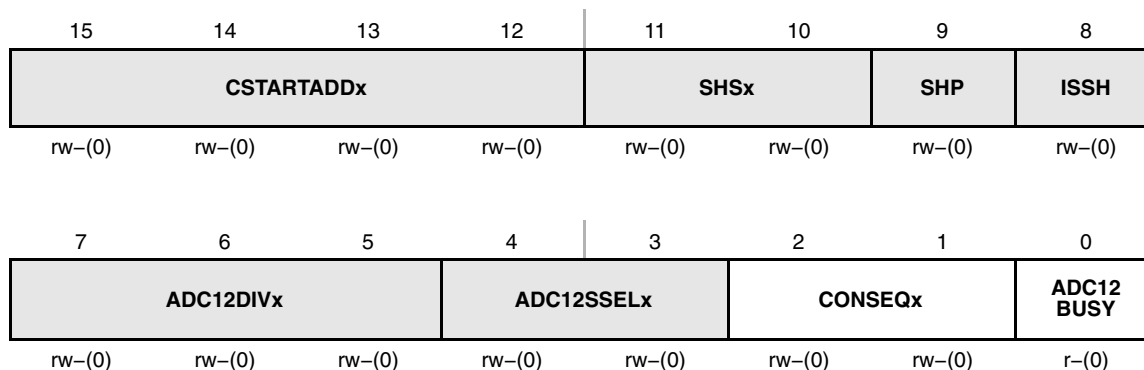 15 14 13 12 11 10 9 8
CSTARTADDx SHSx SHP ISSH
rw−(0) rw−(0) rw−(0) rw−(0) rw−(0) rw−(0) rw−(0) rw−(0)
7 6 5 4 3 2 1 0
ADC12DIVx ADC12SSELx CONSEQx ADC12
BUSY
rw−(0) rw−(0) rw−(0) rw−(0) rw−(0) rw−(0) rw−(0) r−(0)